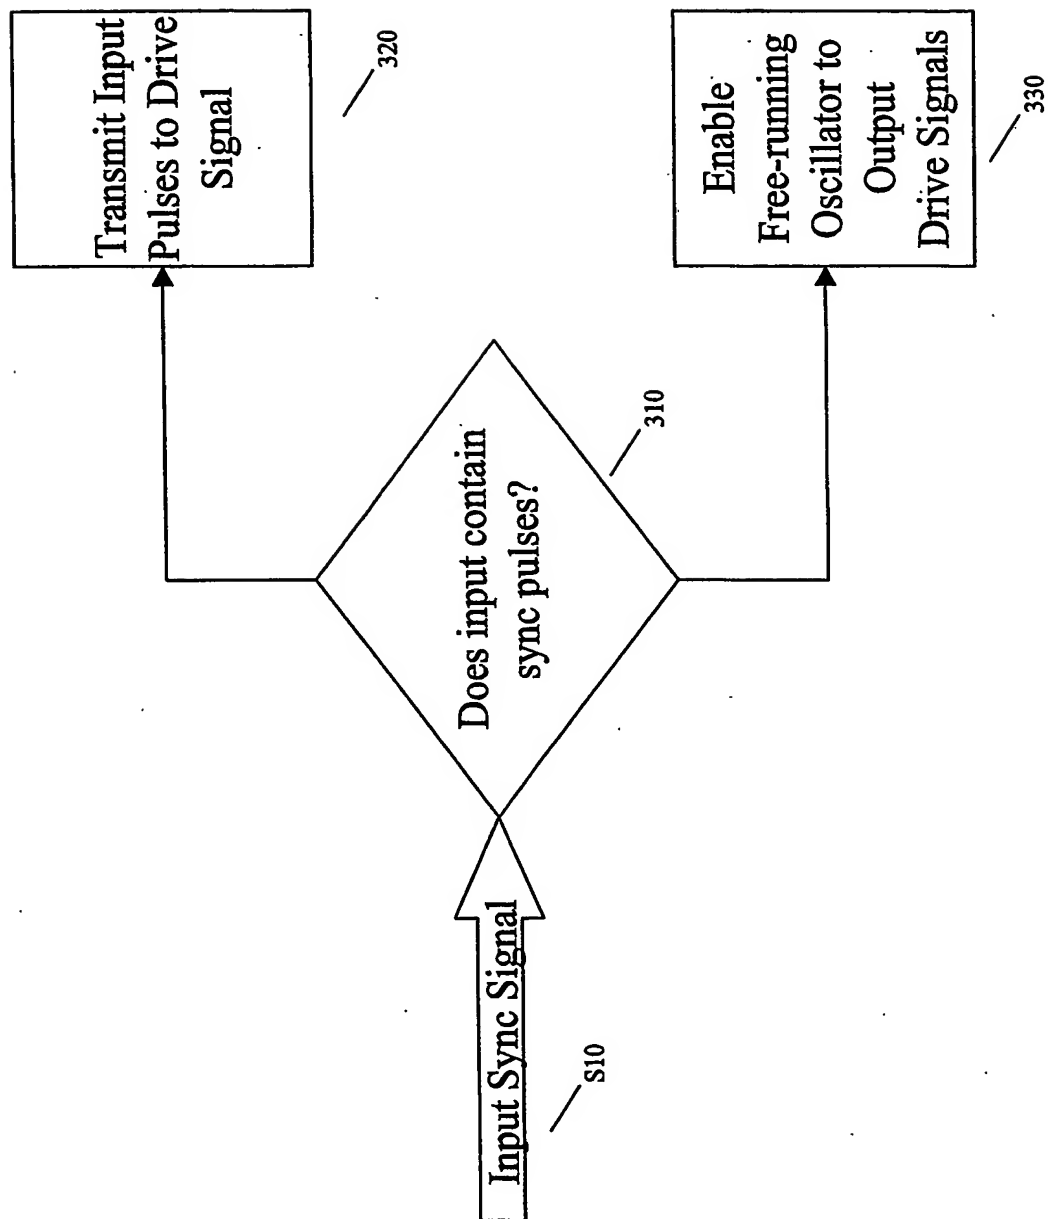 Input Sync Signal
S10
Does input contain
sync pulses?
310
Transmit Input
Pulses to Drive
Signal
320
Enable
Free-running
Oscillator to
Output
Drive Signals
330